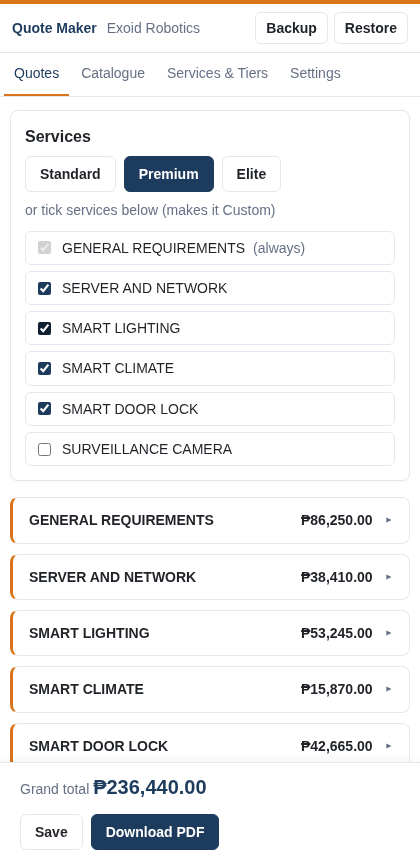 Quote Maker Exoid Robotics Backup Restore
Quotes Catalogue Services & Tiers Settings
Services
Standard Premium Elite
or tick services below (makes it Custom)
GENERAL REQUIREMENTS (always)
SERVER AND NETWORK
SMART LIGHTING
SMART CLIMATE
SMART DOOR LOCK
SURVEILLANCE CAMERA
GENERAL REQUIREMENTS ₱86,250.00
SERVER AND NETWORK ₱38,410.00
SMART LIGHTING ₱53,245.00
SMART CLIMATE ₱15,870.00
SMART DOOR LOCK ₱42,665.00
Grand total ₱236,440.00
Save Download PDF